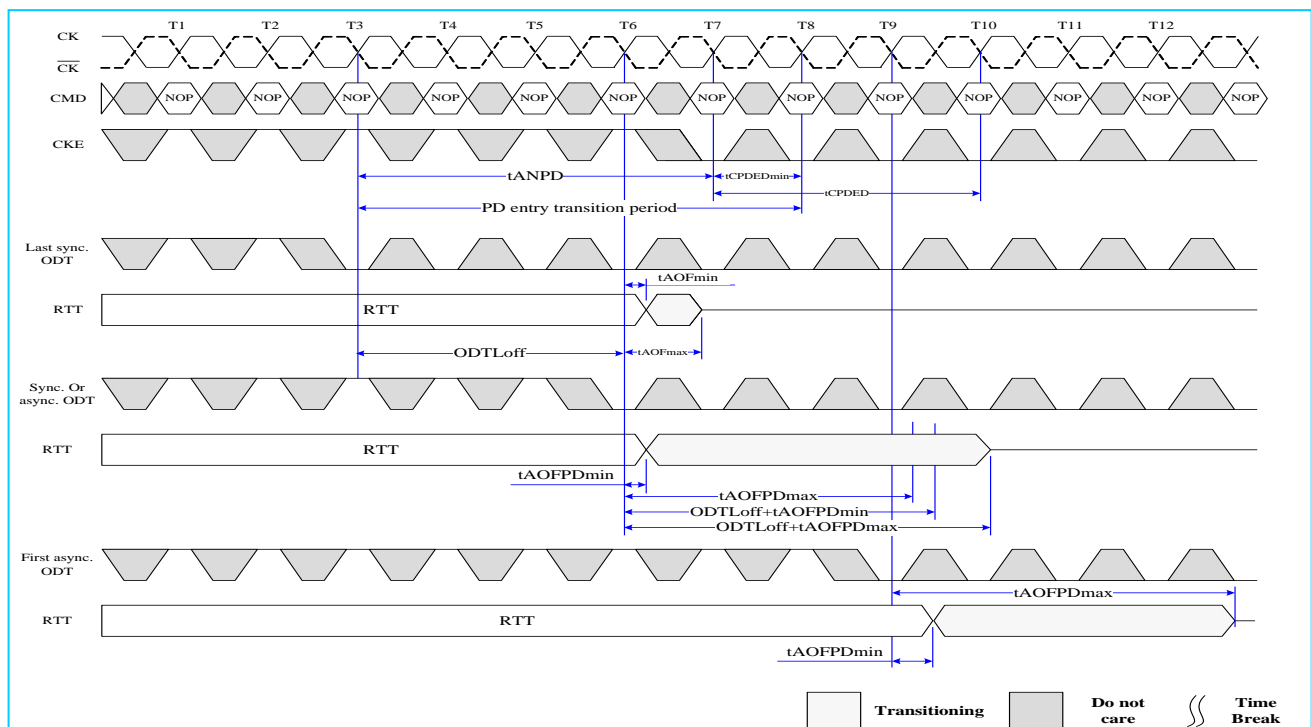 T1 T2 T3 T4 T5 T6 T7 T8 T9 T10 T11 T12
CK
CK
CMD NOP NOP NOP NOP NOP NOP NOP NOP NOP NOP NOP NOP NOP
CKE
tANPD tCPDEDmin
tCPDED
PD entry transition period
Last sync.
ODT
tAOFmin
RTT RTT
ODTLoff tAOFmax
Sync. Or
async. ODT
RTT RTT
tAOFPDmin
tAOFPDmax
ODTLoff+tAOFPDmin
ODTLoff+tAOFPDmax
First async.
ODT
tAOFPDmax
RTT RTT
tAOFPDmin
Transitioning Do not Time
care Break